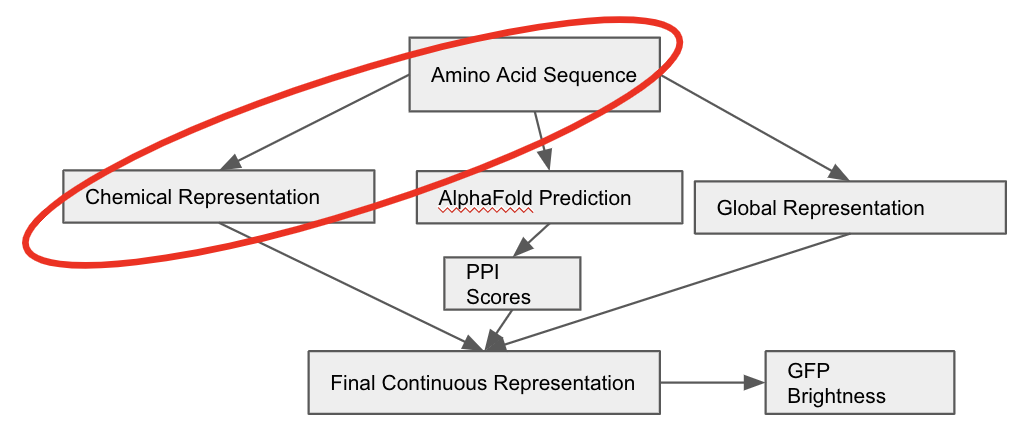 Amino Acid Sequence
Chemical Representation
AlphaFold Prediction
Global Representation
PPI
Scores
Final Continuous Representation
GFP
Brightness